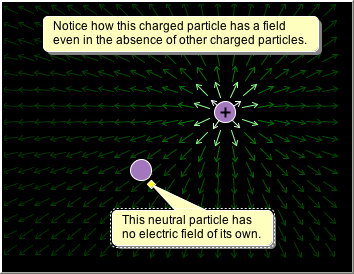 Notice how this charged particle has a field
even in the absence of other charged particles.
+
This neutral particle has
no electric field of its own.